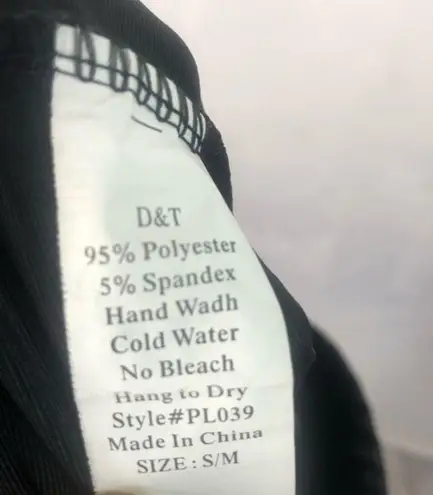 D&T
95% Polyester
5% Spandex
Hand Wadh
Cold Water
No Bleach
Hang to Dry
Style#PL039
Made In China
SIZE : S/M